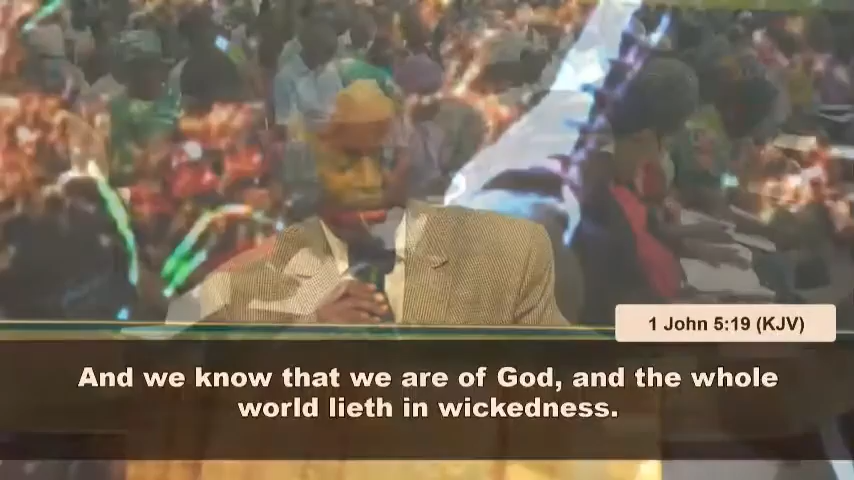 1 John 5:19 (KJV)
And we know that we are of God, and the whole
world lieth in wickedness.